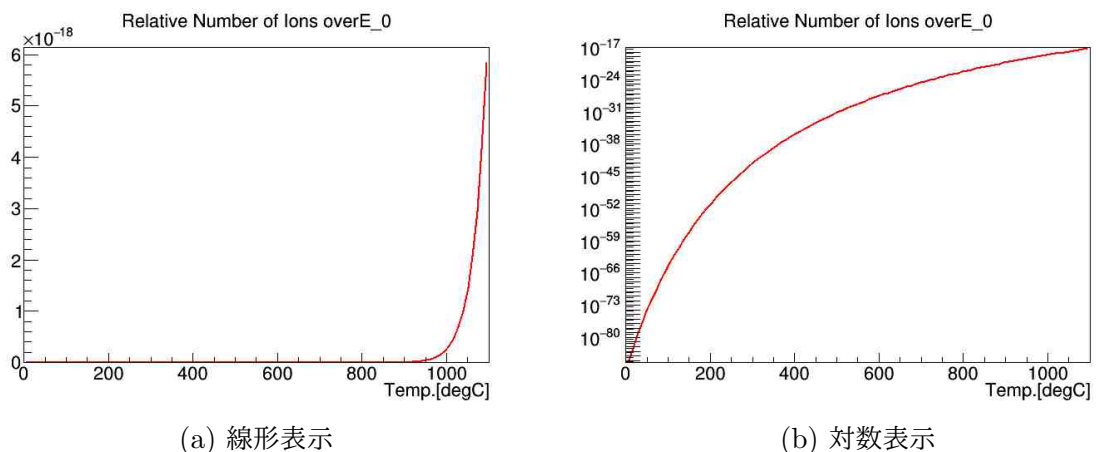 Relative Number of Ions overE_0
×10⁻¹⁸
6
5
4
3
2
1
0
0 200 400 600 800 1000
Temp.[degC]
(a) 線形表示
Relative Number of Ions overE_0
10⁻¹⁷
10⁻²⁴
10⁻³¹
10⁻³⁸
10⁻⁴⁵
10⁻⁵²
10⁻⁵⁹
10⁻⁶⁶
10⁻⁷³
10⁻⁸⁰
0 200 400 600 800 1000
Temp.[degC]
(b) 対数表示